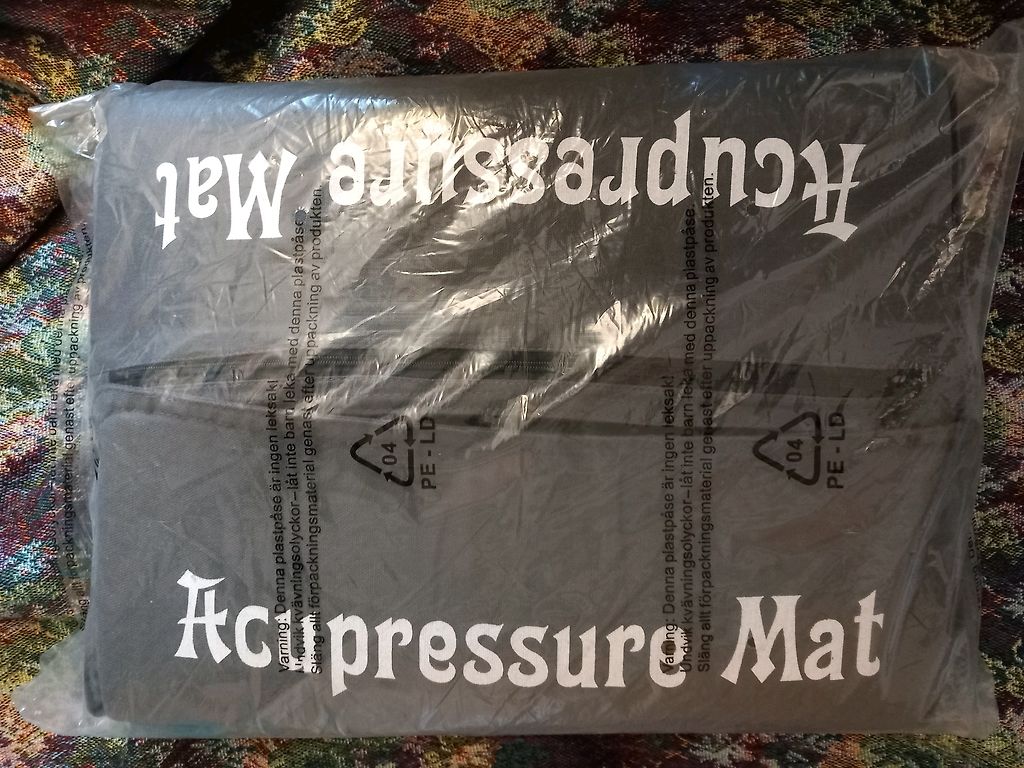 Acupressure Mat
Varning: Denna plastpåse är ingen leksak!
Undvik kvävningsolyckor–låt inte barn leka med denna plastpåse.
Släng allt förpackningsmaterial genast efter uppackning av produkten.
04
PE-LD
Varning: Denna plastpåse är ingen leksak!
Undvik kvävningsolyckor–låt inte barn leka med denna plastpåse
Släng allt förpackningsmaterial genast efter uppackning av produkten.
04
PE-LD
Acupressure Mat